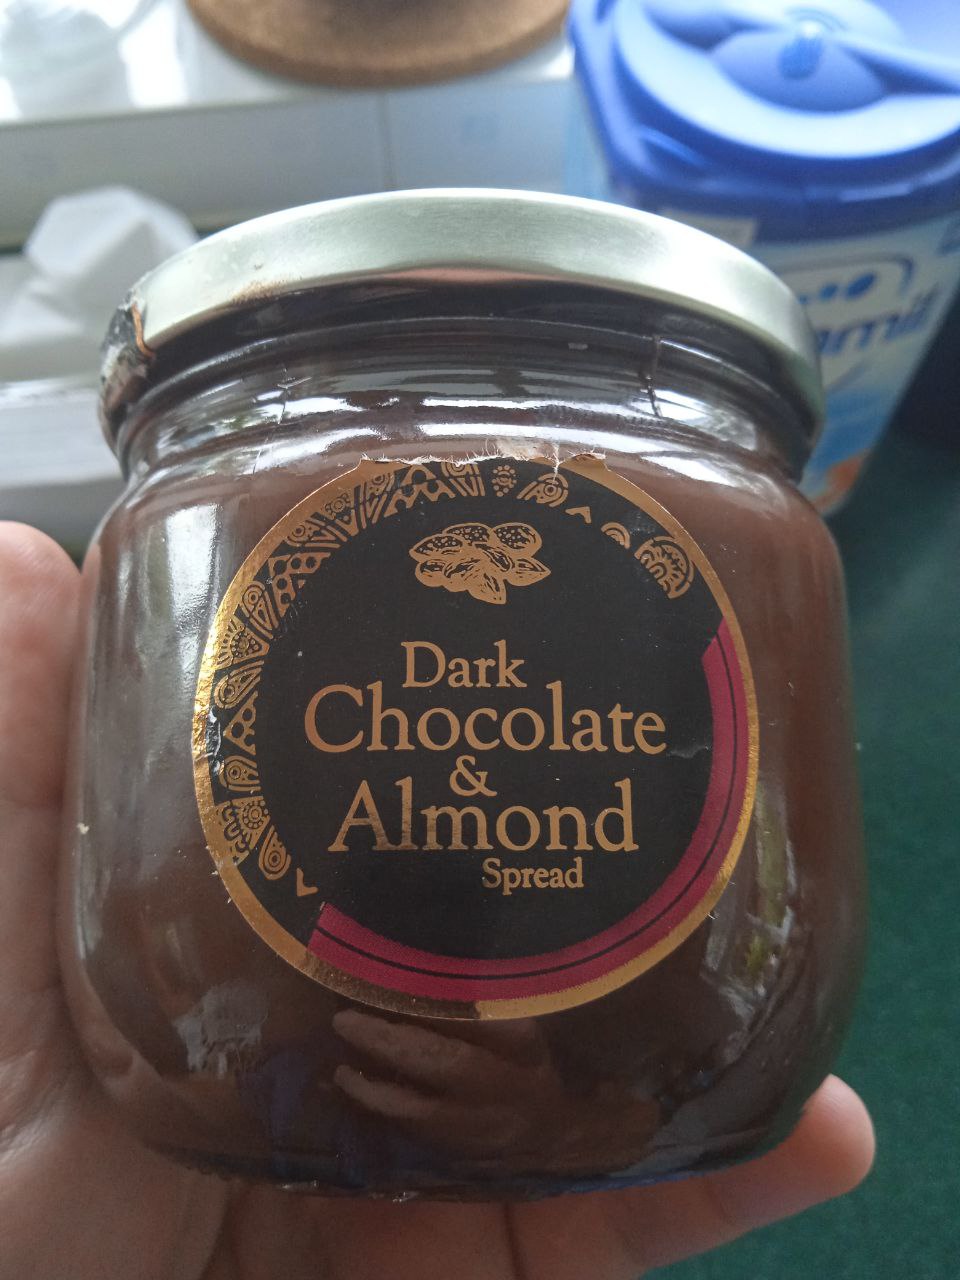 Dark
Chocolate
&
Almond
Spread